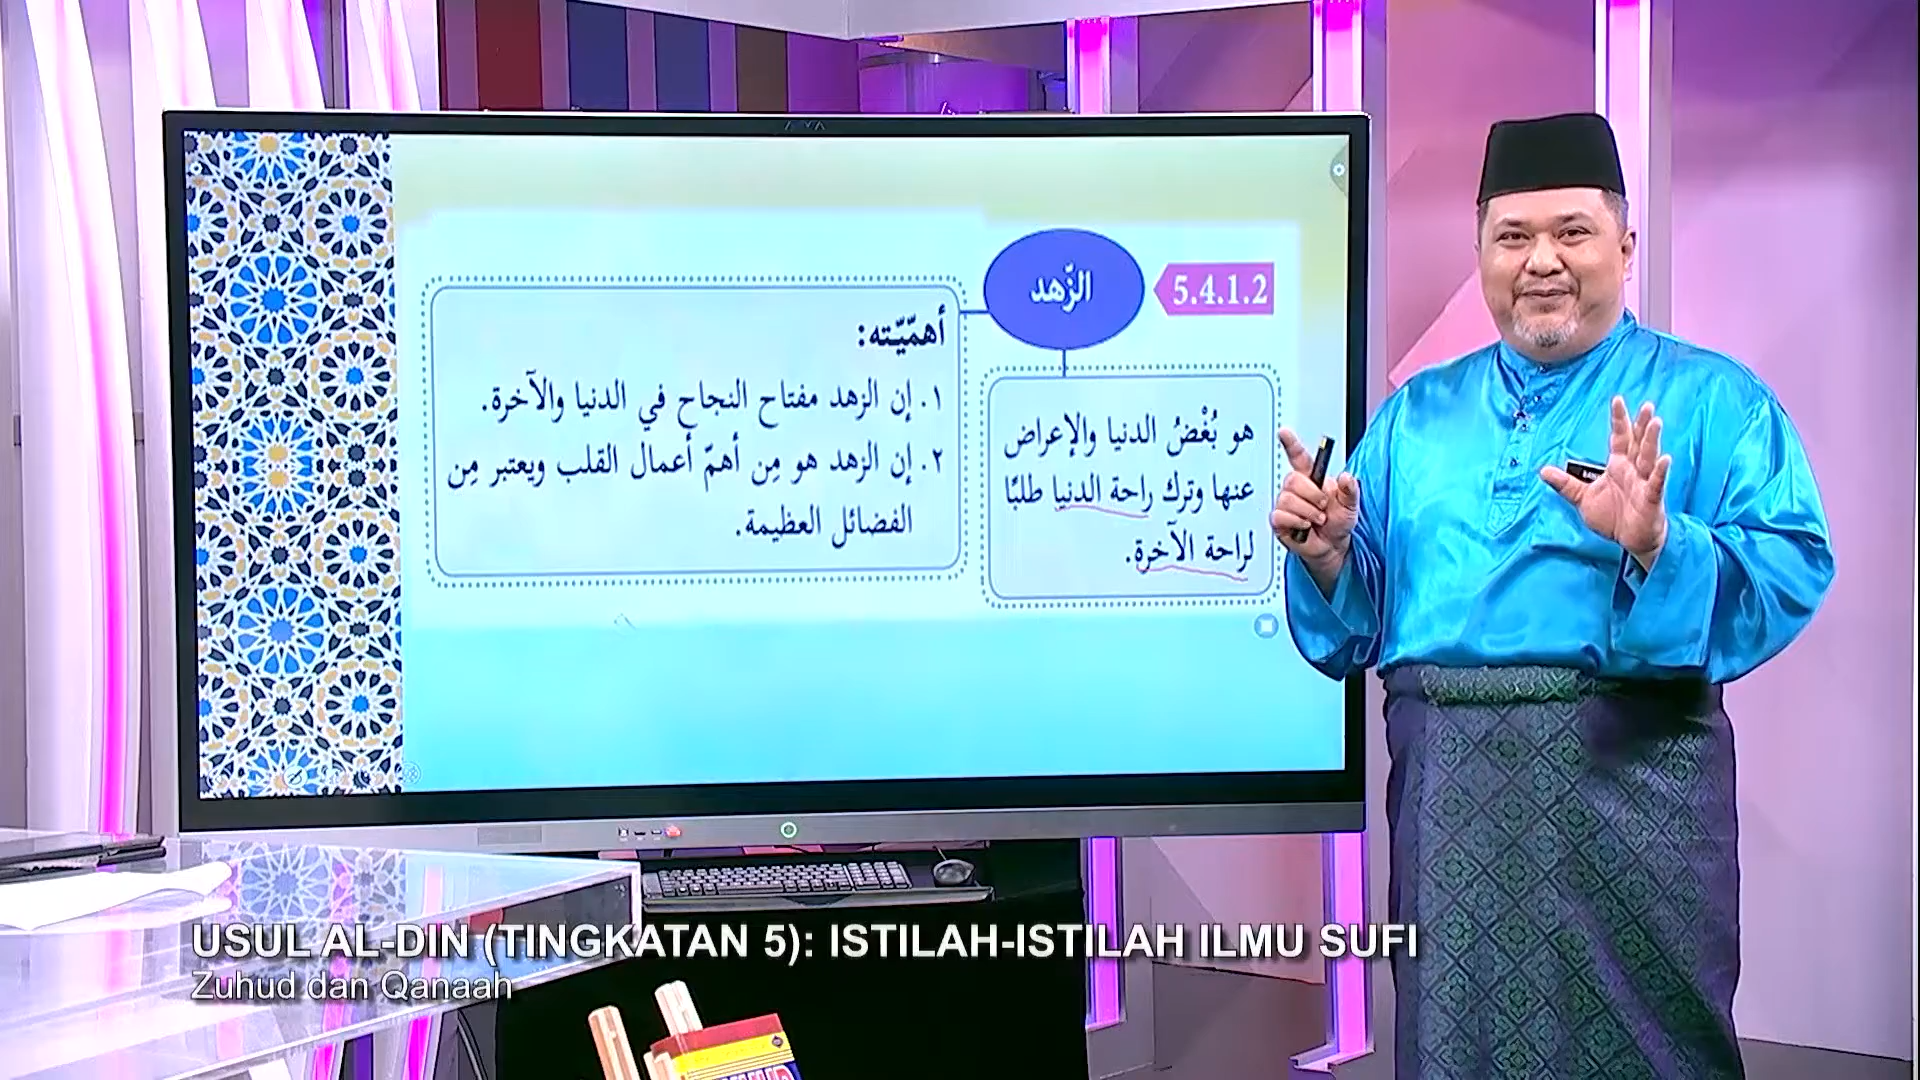 5.4.1.2
الزّهد
هو بُغْضُ الدنيا والإعراض
عنها وترك راحة الدنيا طلبًا
لراحة الآخرة.
أهمّيّته:
١. إن الزهد مفتاح النجاح في الدنيا والآخرة.
٢. إن الزهد هو مِن أهمّ أعمال القلب ويعتبر مِن
الفضائل العظيمة.
USUL AL-DIN (TINGKATAN 5): ISTILAH-ISTILAH ILMU SUFI
Zuhud dan Qanaah